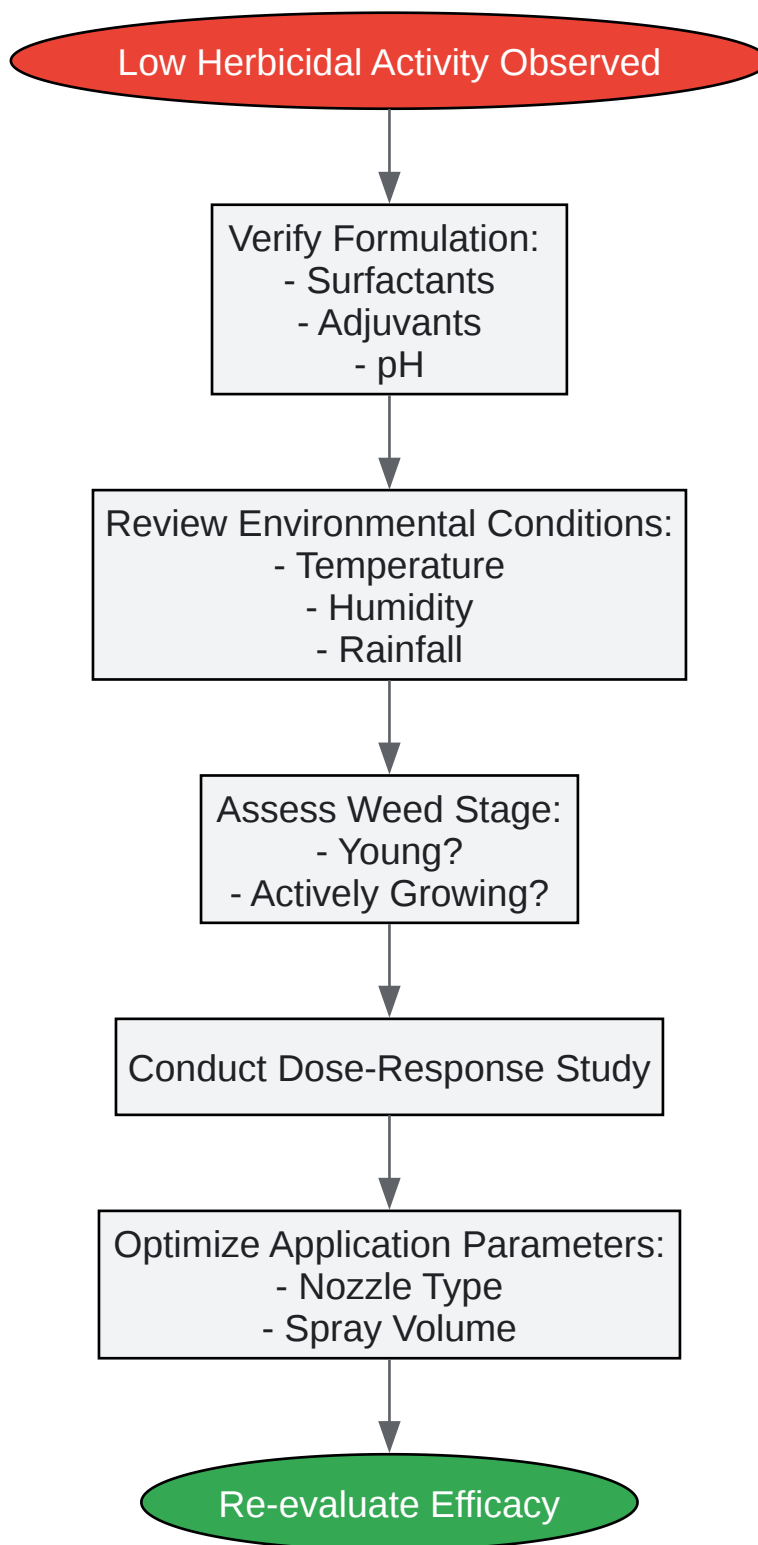 Low Herbicidal Activity Observed
Verify Formulation:
- Surfactants
- Adjuvants
- pH
Review Environmental Conditions:
- Temperature
- Humidity
- Rainfall
Assess Weed Stage:
- Young?
- Actively Growing?
Conduct Dose-Response Study
Optimize Application Parameters:
- Nozzle Type
- Spray Volume
Re-evaluate Efficacy